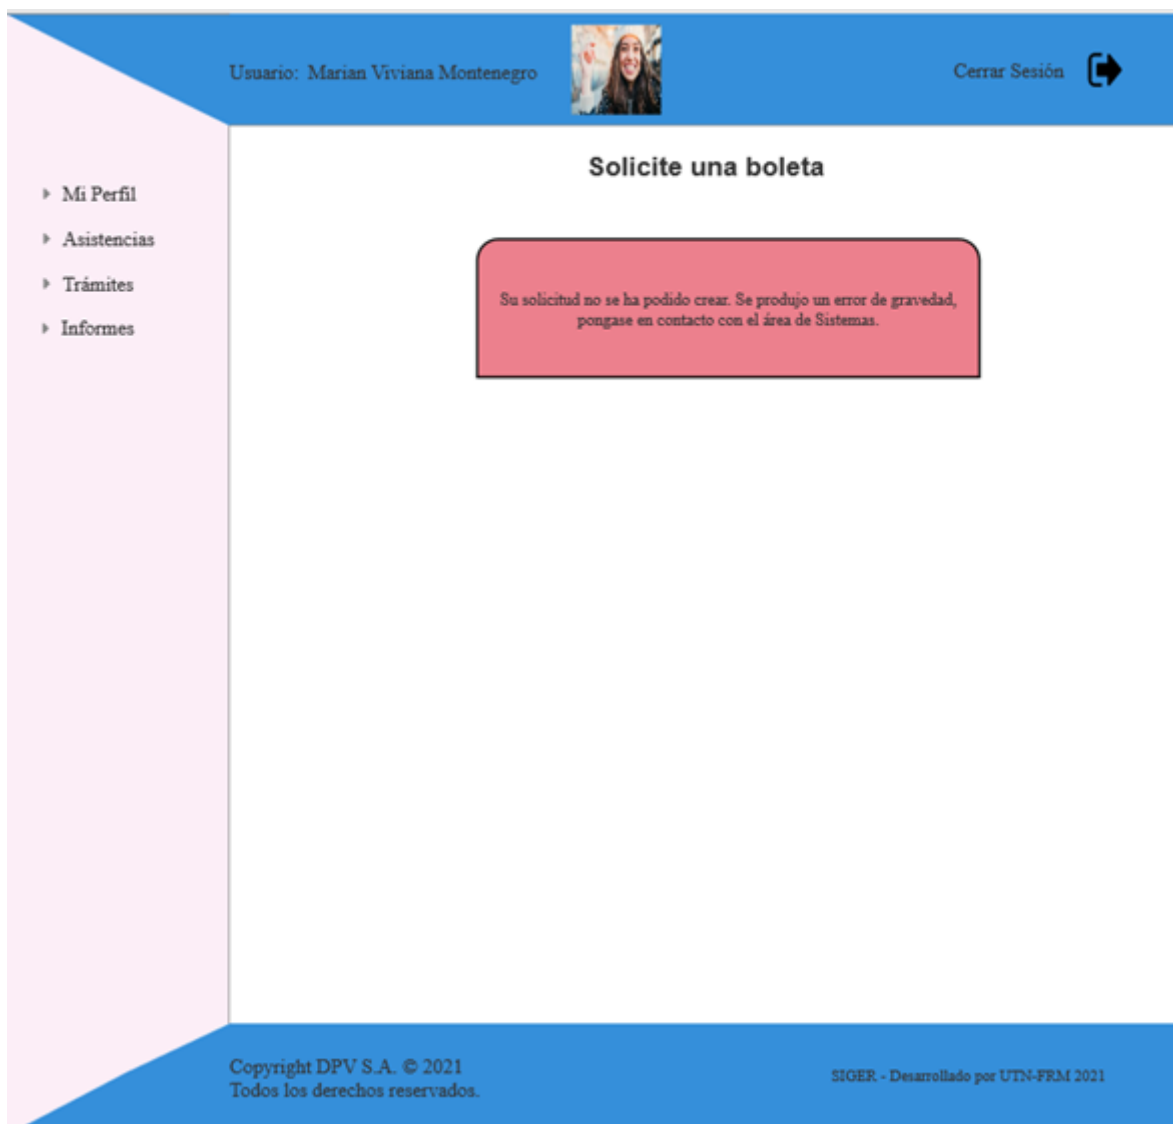 Usuario: Marian Viviana Montenegro
Cerrar Sesión
Mi Perfil
Asistencias
Trámites
Informes
Solicite una boleta
Su solicitud no se ha podido crear. Se produjo un error de gravedad,
pongase en contacto con el área de Sistemas.
Copyright DPV S.A. © 2021
Todos los derechos reservados.
SIGER - Desarrollado por UTN-FRM 2021